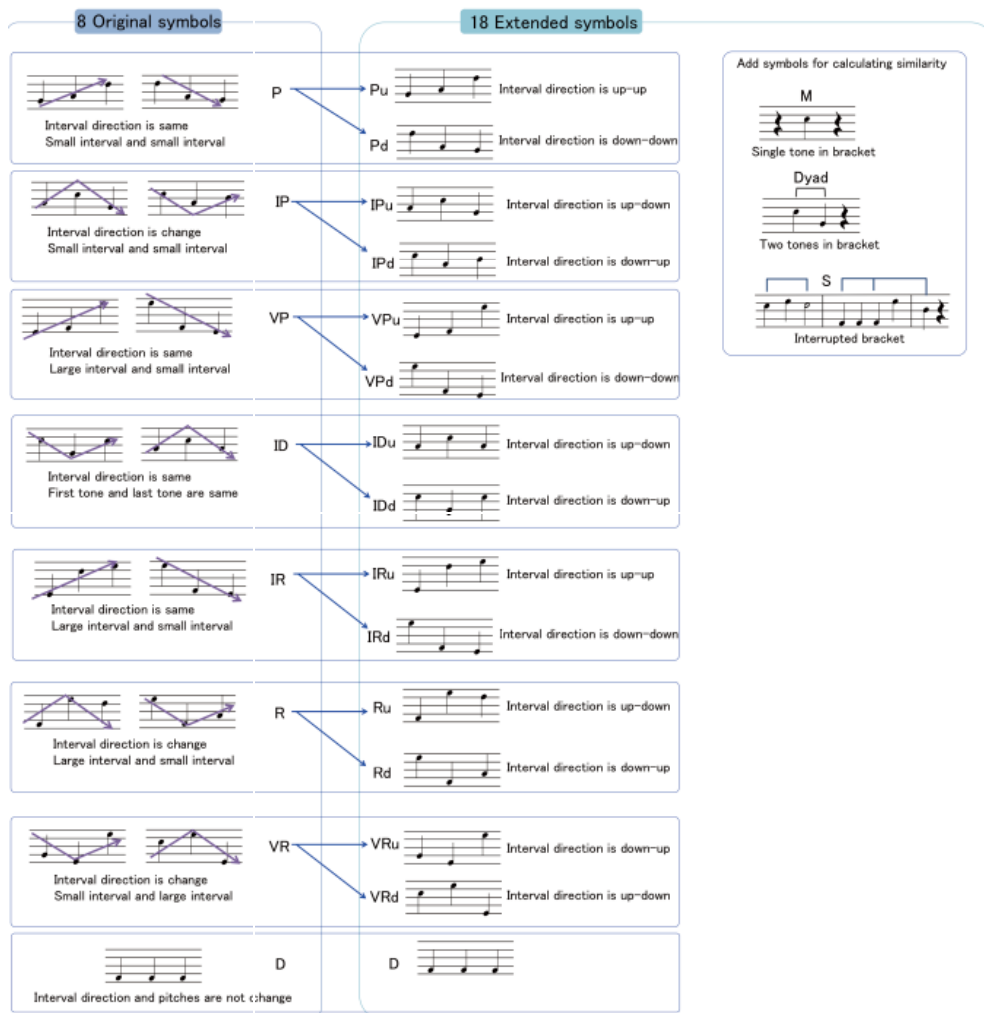 8 Original symbols
18 Extended symbols
Interval direction is same
Small interval and small interval
P
Pu
Interval direction is up-up
Pd
Interval direction is down-down
Interval direction is change
Small interval and small interval
IP
IPu
Interval direction is up-down
IPd
Interval direction is down-up
Interval direction is same
Large interval and small interval
VP
VPu
Interval direction is up-up
VPd
Interval direction is down-down
Interval direction is same
First tone and last tone are same
ID
IDu
Interval direction is up-down
IDd
Interval direction is down-up
Interval direction is same
Large interval and small interval
IR
IRu
Interval direction is up-up
IRd
Interval direction is down-down
Interval direction is change
Large interval and small interval
R
Ru
Interval direction is up-down
Rd
Interval direction is down-up
Interval direction is change
Small interval and large interval
VR
VRu
Interval direction is down-up
VRd
Interval direction is up-down
Interval direction and pitches are not change
D
D
Add symbols for calculating similarity
M
Single tone in bracket
Dyad
Two tones in bracket
S
Interrupted bracket